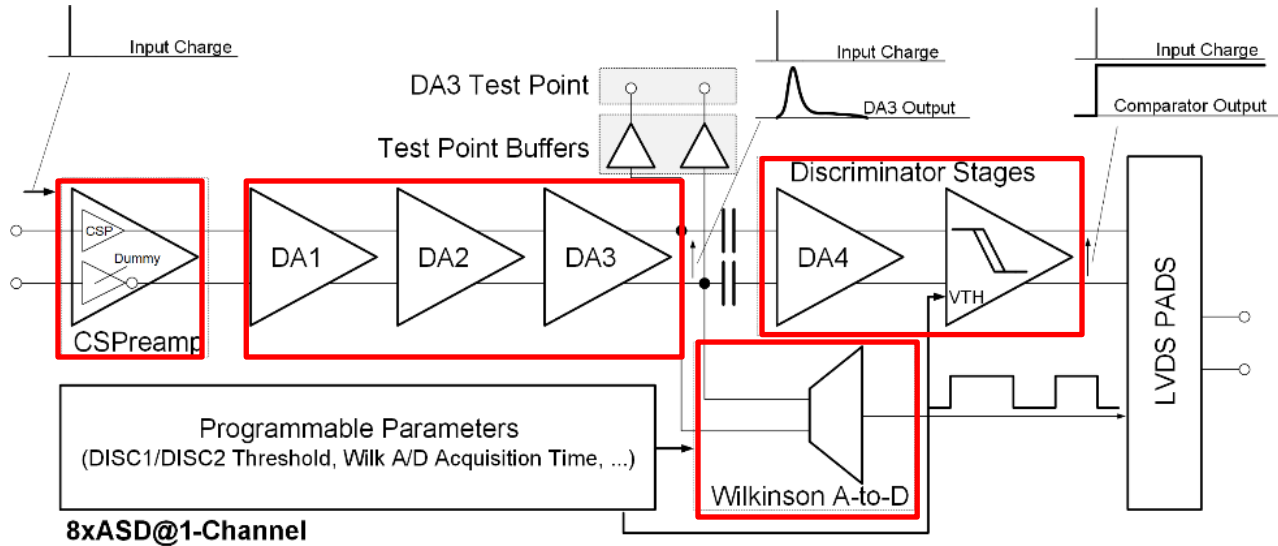 Input Charge
Input Charge
DA3 Output
Input Charge
Comparator Output
DA3 Test Point
Test Point Buffers
Discriminator Stages
CSP
Dummy
CSPreamp
DA1
DA2
DA3
DA4
VTH
LVDS PADS
Programmable Parameters
(DISC1/DISC2 Threshold, Wilk A/D Acquisition Time, ...)
Wilkinson A-to-D
8xASD@1-Channel